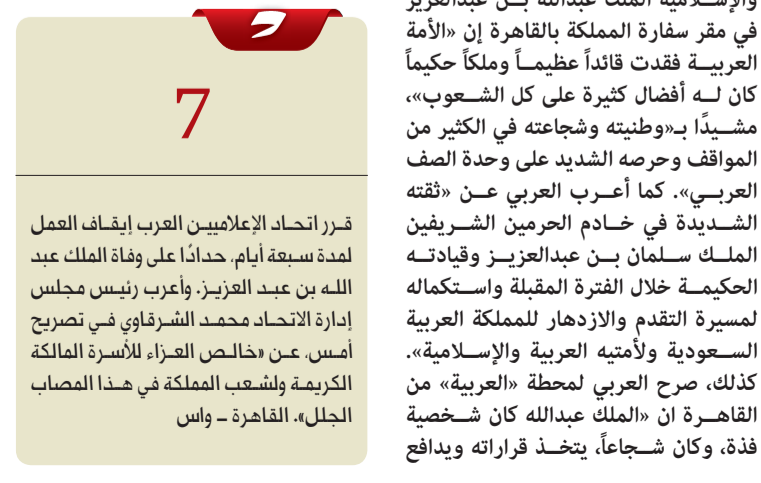 والإسلامية الملك عبدالله بن عبدالعزيز
في مقر سفارة المملكة بالقاهرة إن «الأمة
العربية فقدت قائداً عظيماً وملكاً حكيماً
كان له أفضال كثيرة على كل الشعوب»،
مشيدًا بـ«وطنيته وشجاعته في الكثير من
المواقف وحرصه الشديد على وحدة الصف
العربي». كما أعرب العربي عن «ثقته
الشديدة في خادم الحرمين الشريفين
الملك سلمان بن عبدالعزيز وقيادته
الحكيمة خلال الفترة المقبلة واستكماله
لمسيرة التقدم والازدهار للمملكة العربية
السعودية ولأمتيه العربية والإسلامية».
كذلك، صرح العربي لمحطة «العربية» من
القاهرة ان «الملك عبدالله كان شخصية
فذة، وكان شجاعاً، يتخذ قراراته ويدافع
7
قرر اتحاد الإعلاميين العرب إيقاف العمل
لمدة سبعة أيام، حدادًا على وفاة الملك عبد
الله بن عبد العزيز. وأعرب رئيس مجلس
إدارة الاتحاد محمد الشرقاوي في تصريح
أمس، عن «خالص العزاء للأسرة المالكة
الكريمة ولشعب المملكة في هذا المصاب
الجلل». القاهرة – واس